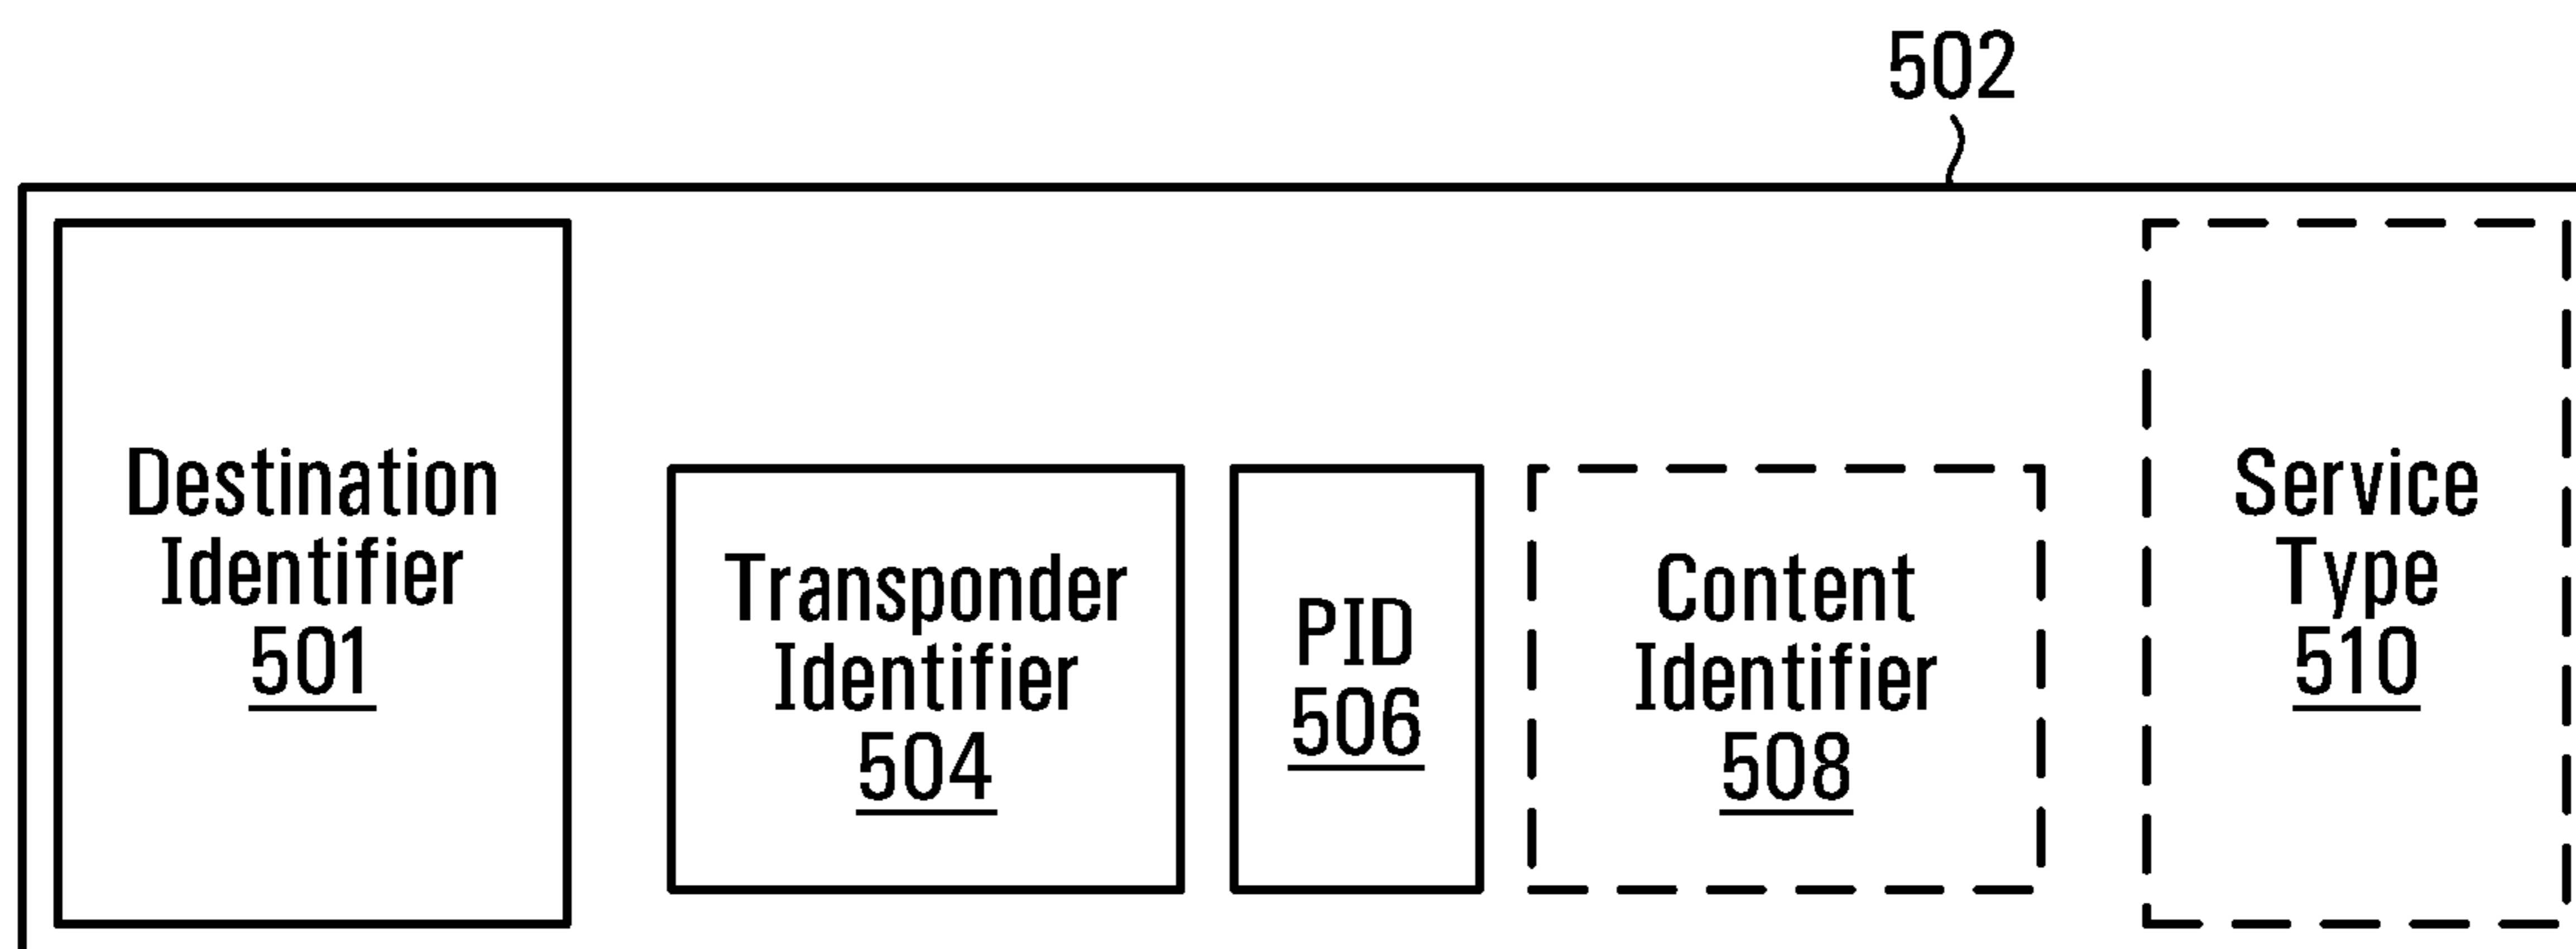 502
Destination
Identifier
501
Transponder
Identifier
504
PID
506
Content
Identifier
508
Service
Type
510